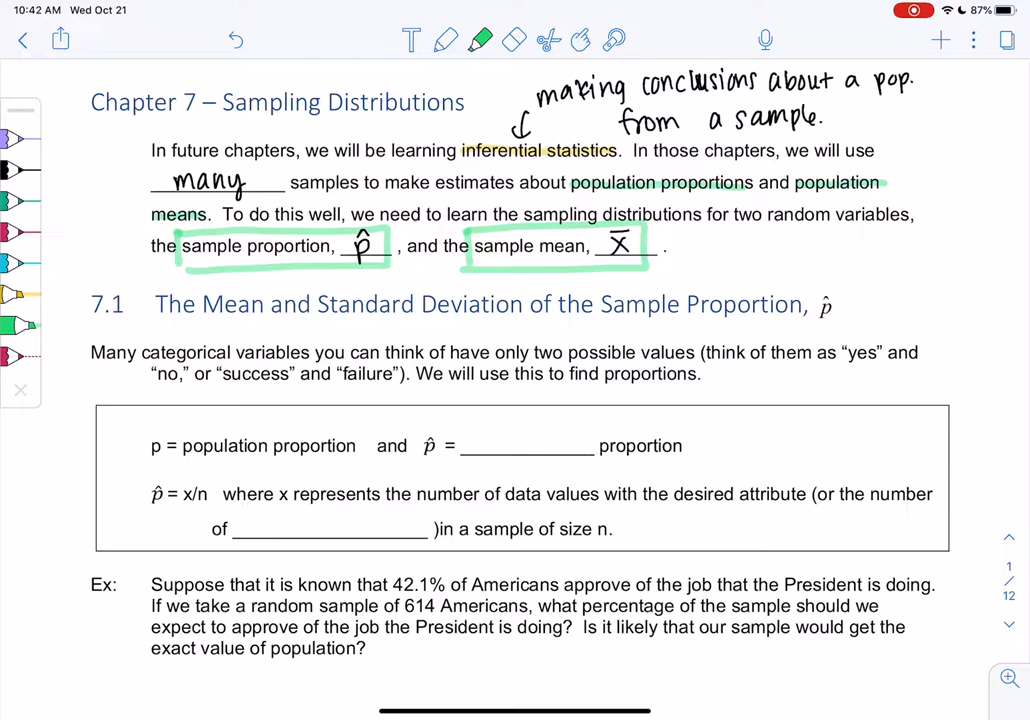 10:42 AM Wed Oct 21
87%
making conclusions about a pop.
Chapter 7 – Sampling Distributions
from a sample.
In future chapters, we will be learning inferential statistics. In those chapters, we will use
many samples to make estimates about population proportions and population
means. To do this well, we need to learn the sampling distributions for two random variables,
the sample proportion, p̂ , and the sample mean, x̄ .
7.1 The Mean and Standard Deviation of the Sample Proportion, p̂
Many categorical variables you can think of have only two possible values (think of them as “yes” and
“no,” or “success” and “failure”). We will use this to find proportions.
p = population proportion and p̂ = ______________ proportion
p̂ = x/n where x represents the number of data values with the desired attribute (or the number
of ____________________ )in a sample of size n.
Ex: Suppose that it is known that 42.1% of Americans approve of the job that the President is doing.
If we take a random sample of 614 Americans, what percentage of the sample should we
expect to approve of the job the President is doing? Is it likely that our sample would get the
exact value of population?
1
/
12